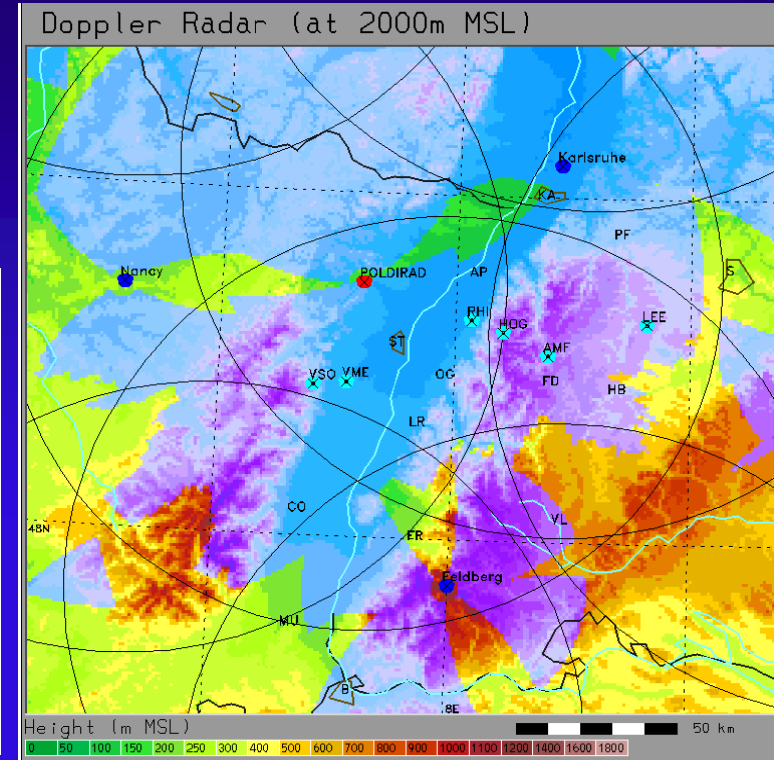 Doppler Radar (at 2000m MSL)
Karlsruhe
KA
PF
Nancy
POLDIRAD
AP
S
RHI
HOG
LEE
ST
AMF
VSO
VME
OG
FD
HB
LR
CO
VL
48N
FR
Feldberg
MU
B
8E
Height (m MSL)
50 km
0 50 100 150 200 250 300 400 500 600 700 800 900 1000 1100 1200 1400 1600 1800